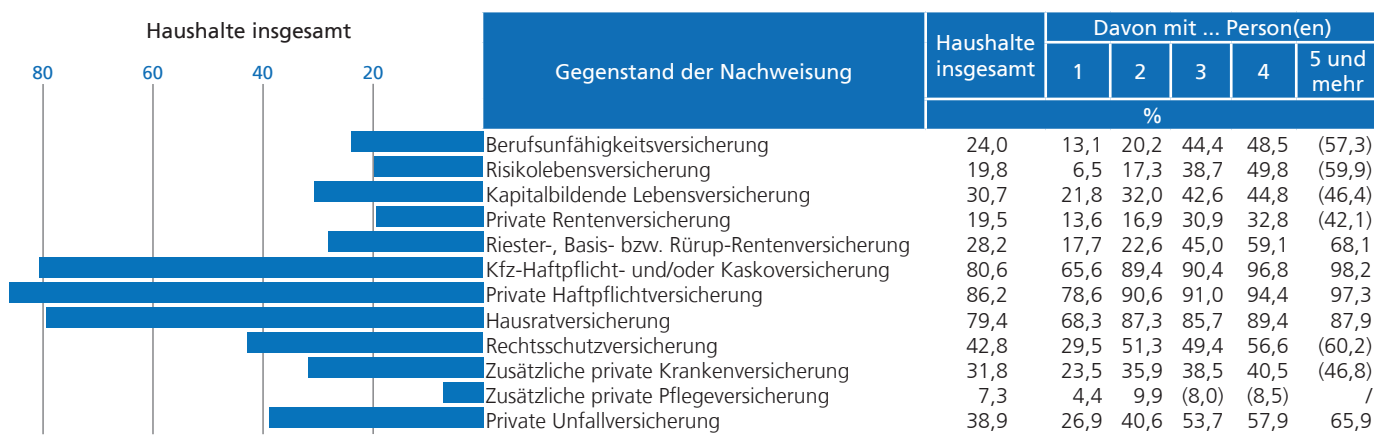 Haushalte insgesamt
80 60 40 20
Gegenstand der Nachweisung
Haushalte insgesamt
Davon mit ... Person(en)
1 2 3 4 5 und mehr
%
Berufsunfähigkeitsversicherung 24,0 13,1 20,2 44,4 48,5 (57,3)
Risikolebensversicherung 19,8 6,5 17,3 38,7 49,8 (59,9)
Kapitalbildende Lebensversicherung 30,7 21,8 32,0 42,6 44,8 (46,4)
Private Rentenversicherung 19,5 13,6 16,9 30,9 32,8 (42,1)
Riester-, Basis- bzw. Rürup-Rentenversicherung 28,2 17,7 22,6 45,0 59,1 68,1
Kfz-Haftpflicht- und/oder Kaskoversicherung 80,6 65,6 89,4 90,4 96,8 98,2
Private Haftpflichtversicherung 86,2 78,6 90,6 91,0 94,4 97,3
Hausratversicherung 79,4 68,3 87,3 85,7 89,4 87,9
Rechtsschutzversicherung 42,8 29,5 51,3 49,4 56,6 (60,2)
Zusätzliche private Krankenversicherung 31,8 23,5 35,9 38,5 40,5 (46,8)
Zusätzliche private Pflegeversicherung 7,3 4,4 9,9 (8,0) (8,5) /
Private Unfallversicherung 38,9 26,9 40,6 53,7 57,9 65,9